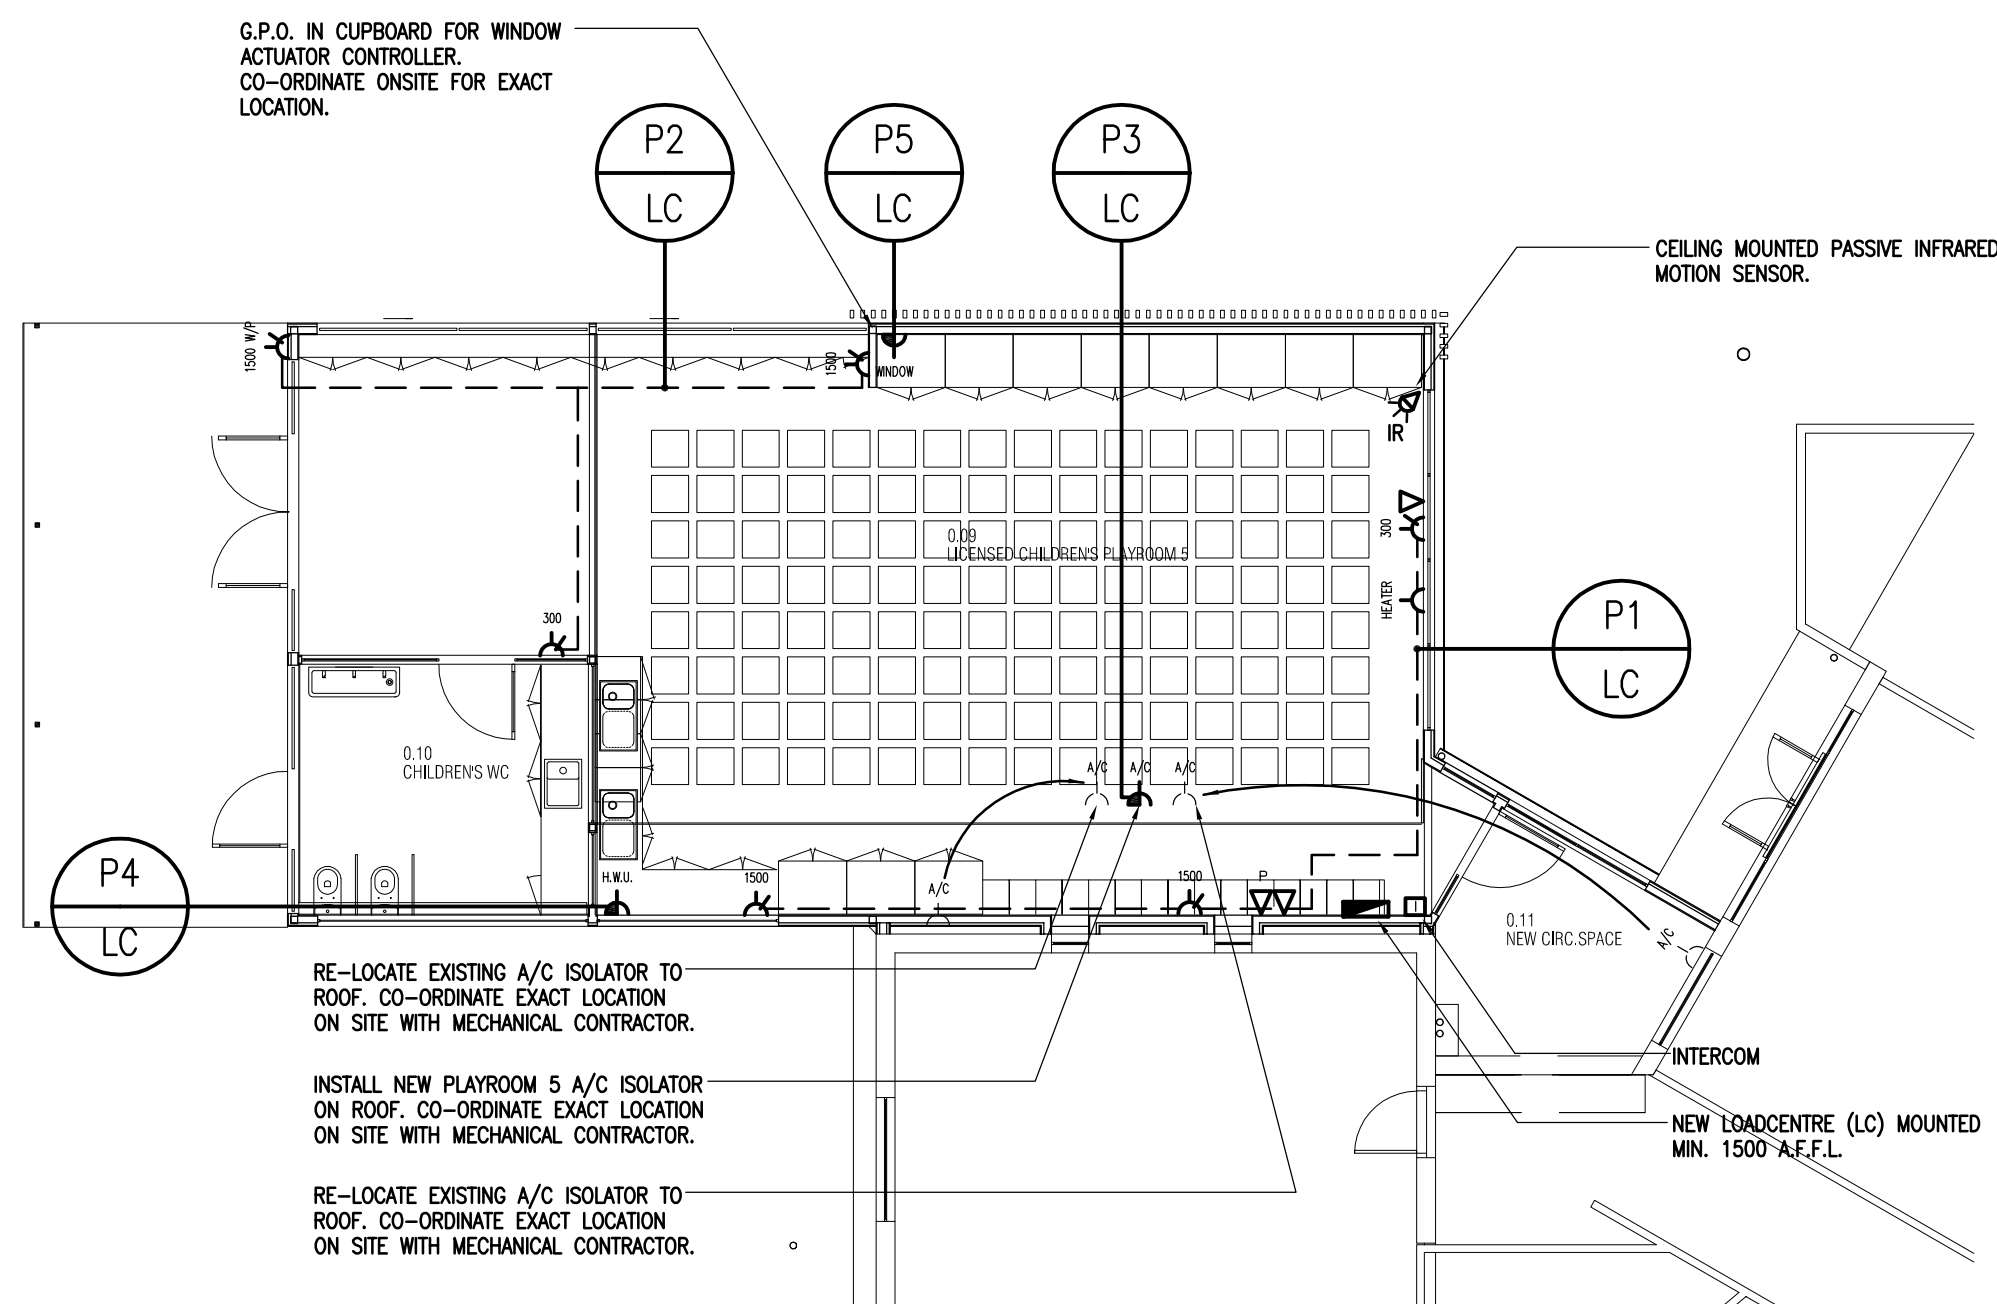 G.P.O. IN CUPBOARD FOR WINDOW
ACTUATOR CONTROLLER.
CO-ORDINATE ONSITE FOR EXACT
LOCATION.
P2
LC
P5
LC
P3
LC
CEILING MOUNTED PASSIVE INFRARED
MOTION SENSOR.
1500 W/P
1500
WINDOW
IR
300
HEATER
0.09
LICENSED CHILDREN'S PLAYROOM 5
P1
LC
300
0.10
CHILDREN'S WC
A/C
A/C
A/C
P4
LC
H.W.U.
1500
A/C
1500
P
0.11
NEW CIRC.SPACE
A/C
RE-LOCATE EXISTING A/C ISOLATOR TO
ROOF. CO-ORDINATE EXACT LOCATION
ON SITE WITH MECHANICAL CONTRACTOR.
INTERCOM
INSTALL NEW PLAYROOM 5 A/C ISOLATOR
ON ROOF. CO-ORDINATE EXACT LOCATION
ON SITE WITH MECHANICAL CONTRACTOR.
NEW LOADCENTRE (LC) MOUNTED
MIN. 1500 A.F.F.L.
RE-LOCATE EXISTING A/C ISOLATOR TO
ROOF. CO-ORDINATE EXACT LOCATION
ON SITE WITH MECHANICAL CONTRACTOR.